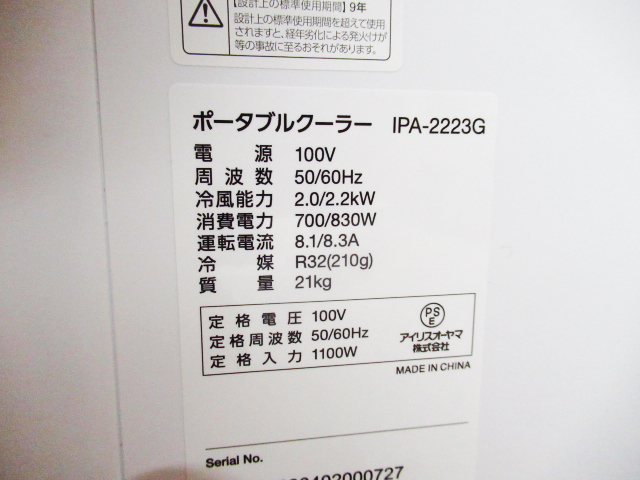 【設計上の標準使用期間】9年
設計上の標準使用期間を超えて使用
されますと、経年劣化による発火・けが
等の事故に至るおそれがあります。
ポータブルクーラー IPA-2223G
電源 100V
周波数 50/60Hz
冷風能力 2.0/2.2kW
消費電力 700/830W
運転電流 8.1/8.3A
冷媒 R32(210g)
質量 21kg
定格電圧 100V
定格周波数 50/60Hz
定格入力 1100W
PS
E
アイリスオーヤマ
株式会社
MADE IN CHINA
Serial No.